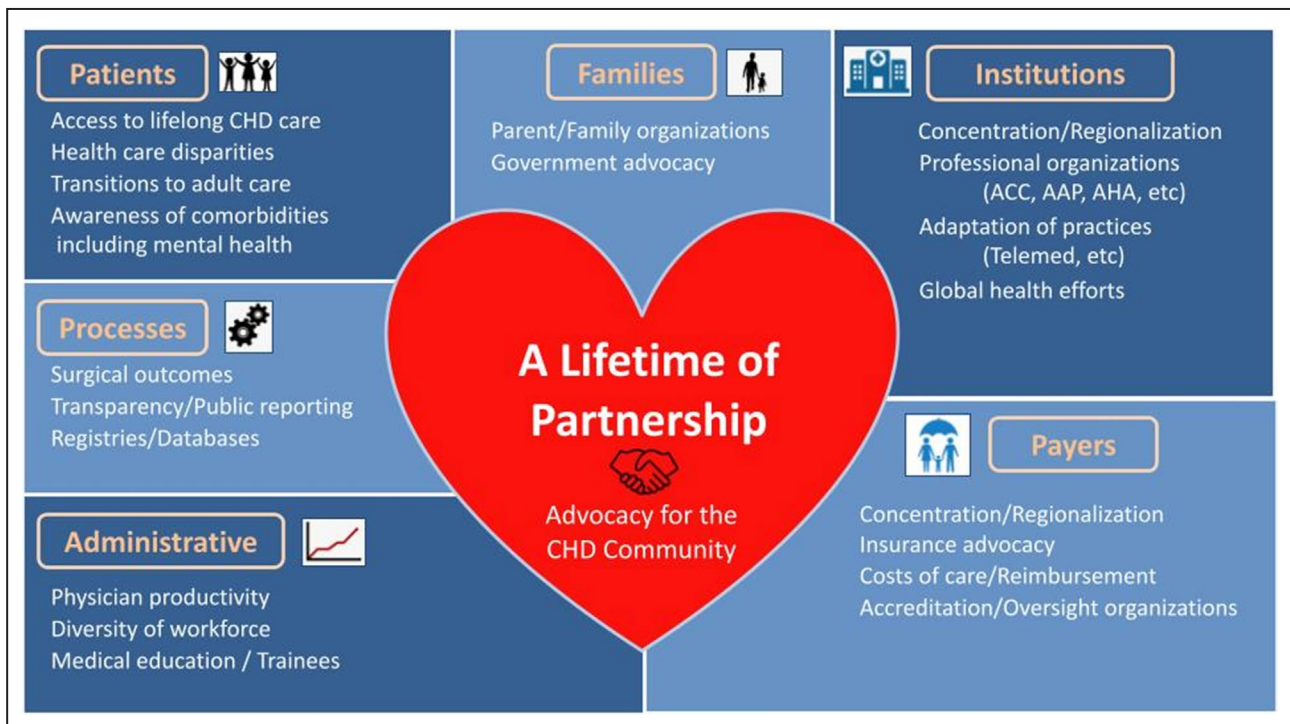 Patients
Access to lifelong CHD care
Health care disparities
Transitions to adult care
Awareness of comorbidities
including mental health
Families
Parent/Family organizations
Government advocacy
Institutions
Concentration/Regionalization
Professional organizations
(ACC, AAP, AHA, etc)
Adaptation of practices
(Telemed, etc)
Global health efforts
Processes
Surgical outcomes
Transparency/Public reporting
Registries/Databases
A Lifetime of
Partnership
Advocacy for the
CHD Community
Administrative
Physician productivity
Diversity of workforce
Medical education / Trainees
Payers
Concentration/Regionalization
Insurance advocacy
Costs of care/Reimbursement
Accreditation/Oversight organizations